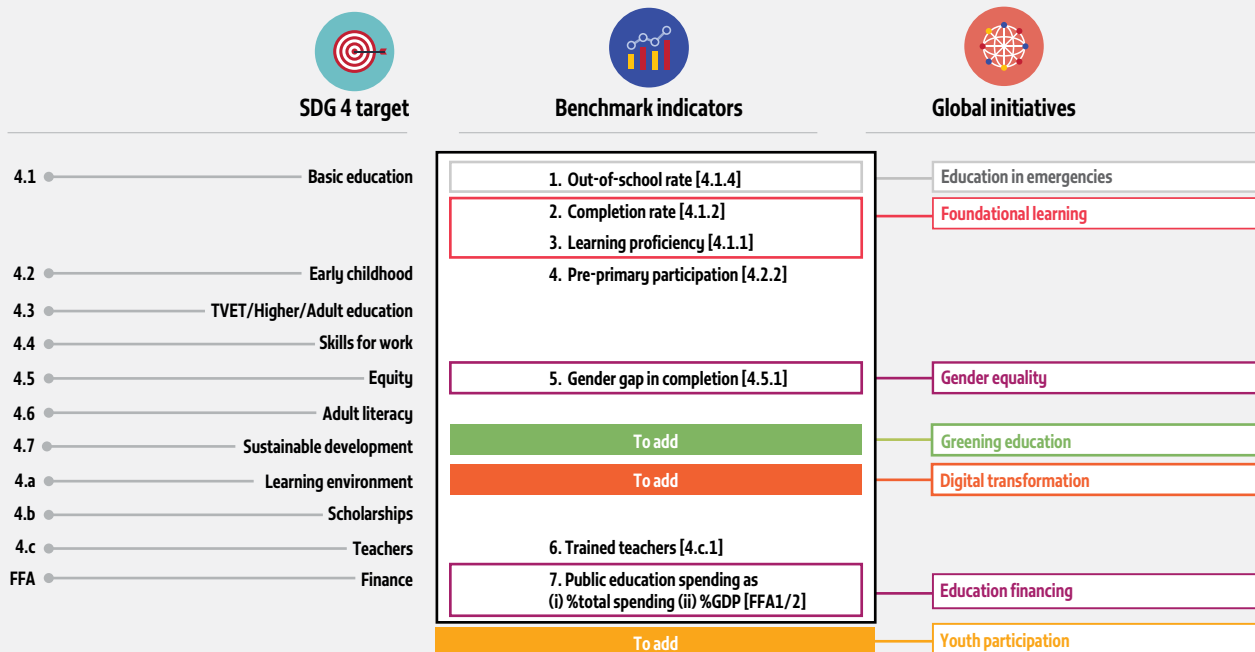 SDG 4 target
Benchmark indicators
Global initiatives
4.1 Basic education
1. Out-of-school rate [4.1.4]
Education in emergencies
2. Completion rate [4.1.2]
Foundational learning
3. Learning proficiency [4.1.1]
4.2 Early childhood
4. Pre-primary participation [4.2.2]
4.3 TVET/Higher/Adult education
4.4 Skills for work
4.5 Equity
5. Gender gap in completion [4.5.1]
Gender equality
4.6 Adult literacy
4.7 Sustainable development
To add
Greening education
4.a Learning environment
To add
Digital transformation
4.b Scholarships
4.c Teachers
6. Trained teachers [4.c.1]
FFA Finance
7. Public education spending as
(i) %total spending (ii) %GDP [FFA1/2]
Education financing
To add
Youth participation